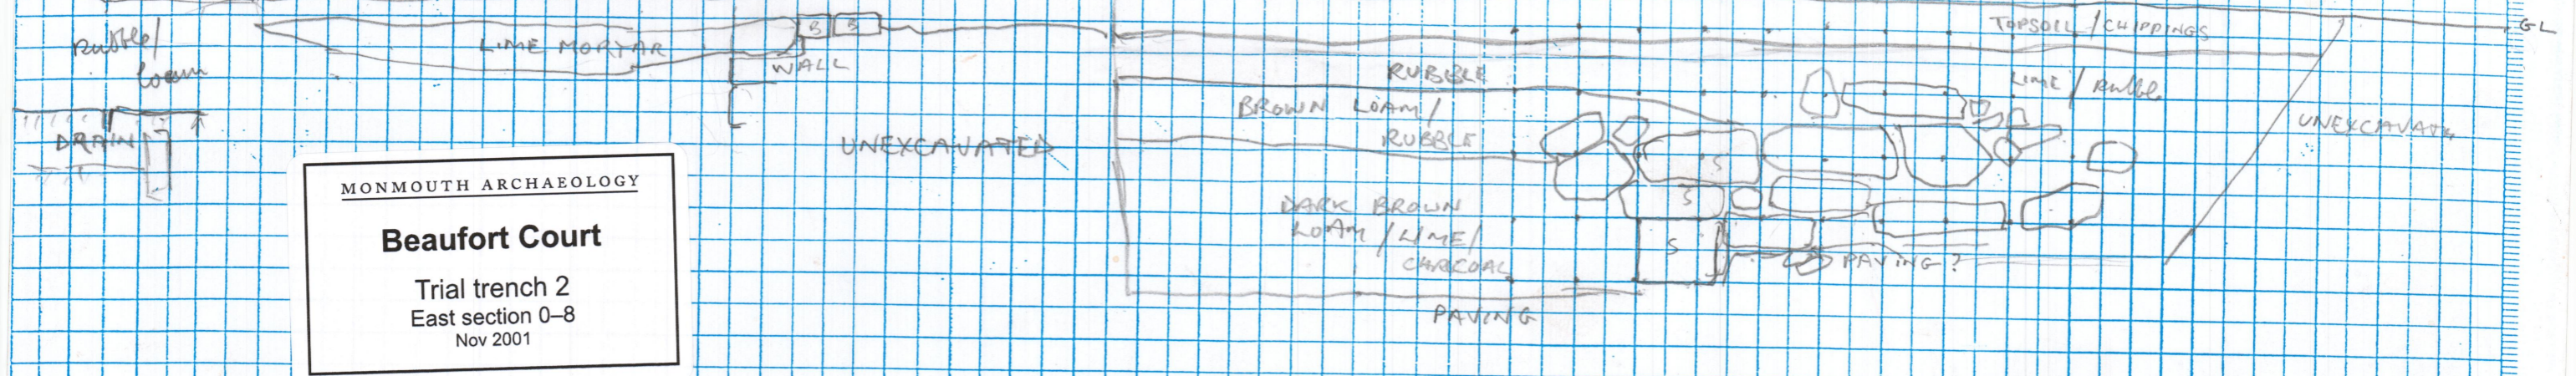 Rubble/
loam
LIME MORTAR
B B
WALL
DRAIN
UNEXCAVATED
TOPSOIL/CHIPPINGS
GL
RUBBLE
LIME/Rubble
BROWN LOAM/
RUBBLE
S
S
S
DARK BROWN
LOAM/LIME/
CHARCOAL
PAVING?
PAVING
MONMOUTH ARCHAEOLOGY
Beaufort Court
Trial trench 2
East section 0–8
Nov 2001